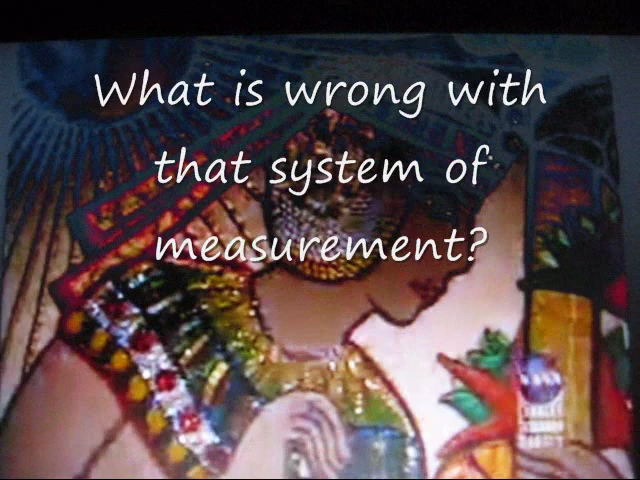 What is wrong with
that system of
measurement?